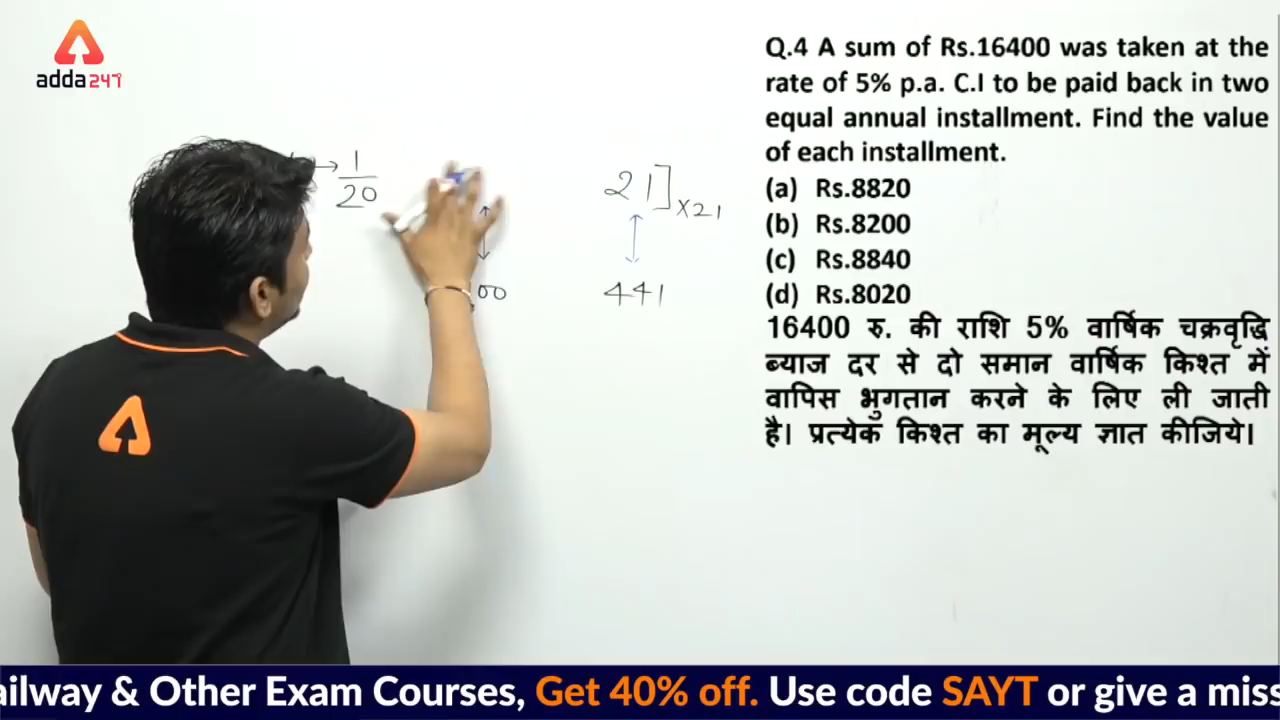 adda247
Q.4 A sum of Rs.16400 was taken at the
rate of 5% p.a. C.I to be paid back in two
equal annual installment. Find the value
of each installment.
(a) Rs.8820
(b) Rs.8200
(c) Rs.8840
(d) Rs.8020
16400 रु. की राशि 5% वार्षिक चक्रवृद्धि
ब्याज दर से दो समान वार्षिक किश्त में
वापिस भुगतान करने के लिए ली जाती
है। प्रत्येक किश्त का मूल्य ज्ञात कीजिये।
→ 1/20
21] ×21
00 441
ailway & Other Exam Courses, Get 40% off. Use code SAYT or give a miss